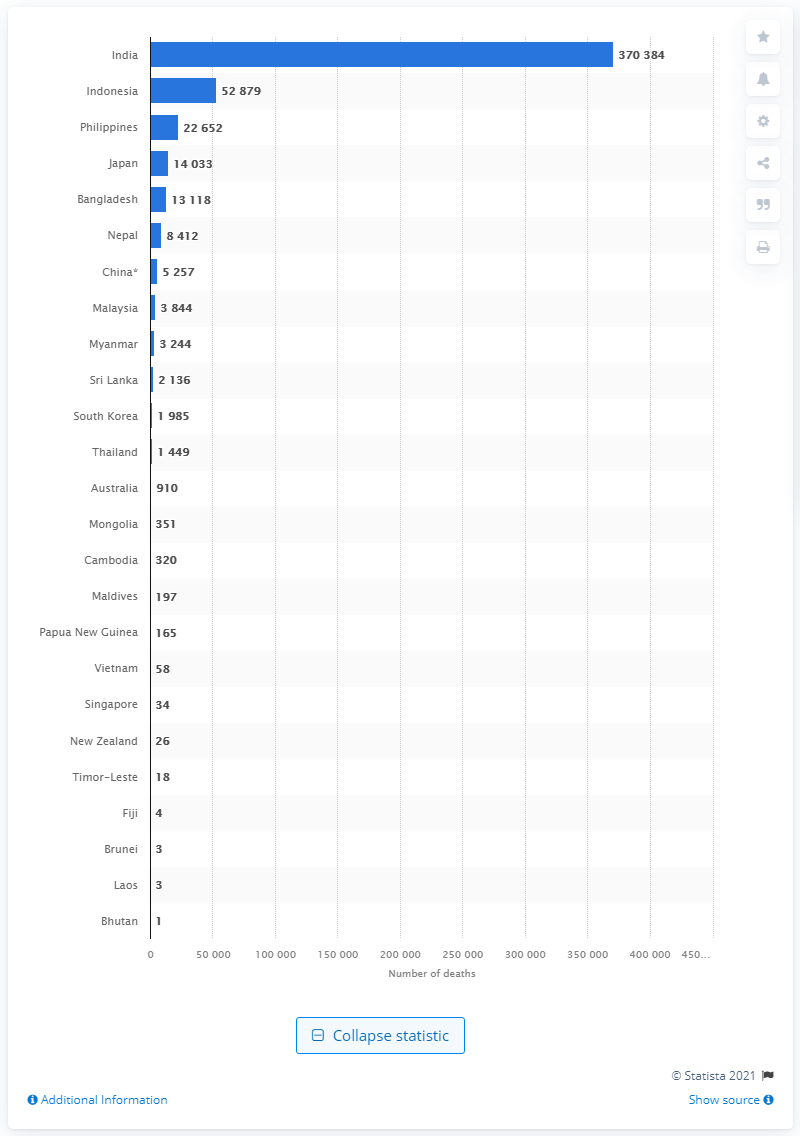 India 370 384
Indonesia 52 879
Philippines 22 652
Japan 14 033
Bangladesh 13 118
Nepal 8 412
China* 5 257
Malaysia 3 844
Myanmar 3 244
Sri Lanka 2 136
South Korea 1 985
Thailand 1 449
Australia 910
Mongolia 351
Cambodia 320
Maldives 197
Papua New Guinea 165
Vietnam 58
Singapore 34
New Zealand 26
Timor-Leste 18
Fiji 4
Brunei 3
Laos 3
Bhutan 1
0 50 000 100 000 150 000 200 000 250 000 300 000 350 000 400 000 450...
Number of deaths
Collapse statistic
© Statista 2021
Additional Information Show source